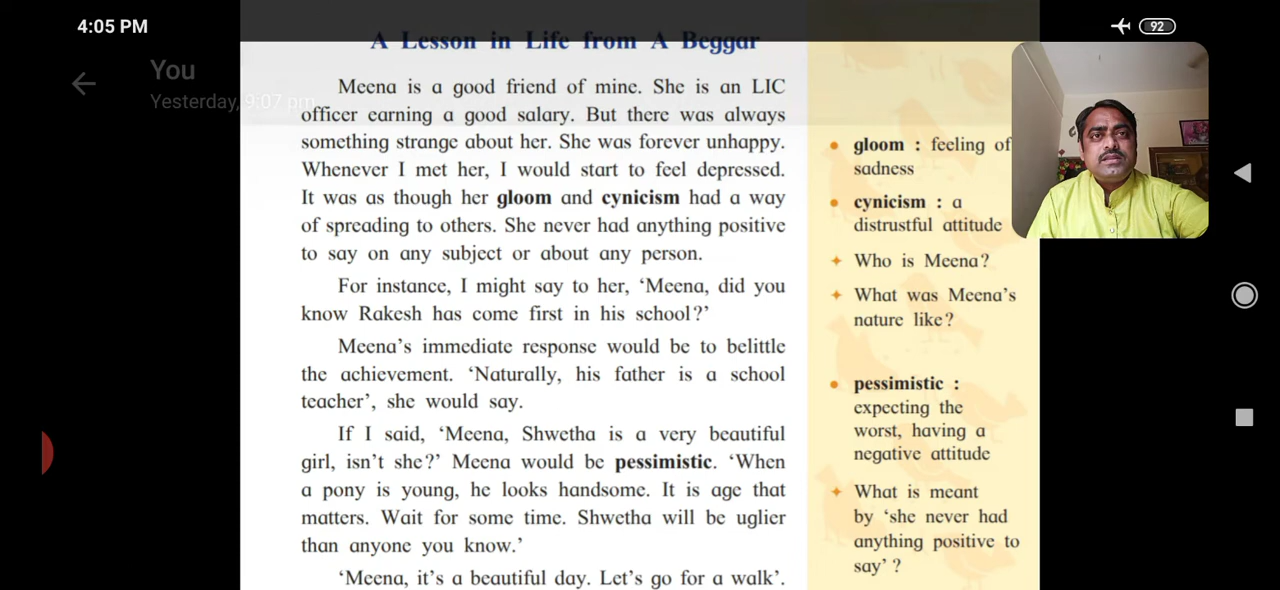 4:05 PM
92
You
Yesterday, 9:07 pm
A Lesson in Life from A Beggar
Meena is a good friend of mine. She is an LIC
officer earning a good salary. But there was always
something strange about her. She was forever unhappy.
Whenever I met her, I would start to feel depressed.
It was as though her gloom and cynicism had a way
of spreading to others. She never had anything positive
to say on any subject or about any person.
For instance, I might say to her, ‘Meena, did you
know Rakesh has come first in his school?’
Meena’s immediate response would be to belittle
the achievement. ‘Naturally, his father is a school
teacher’, she would say.
If I said, ‘Meena, Shwetha is a very beautiful
girl, isn’t she?’ Meena would be pessimistic. ‘When
a pony is young, he looks handsome. It is age that
matters. Wait for some time. Shwetha will be uglier
than anyone you know.’
‘Meena, it’s a beautiful day. Let’s go for a walk’.
gloom : feeling of
sadness
cynicism : a
distrustful attitude
Who is Meena?
What was Meena’s
nature like?
pessimistic :
expecting the
worst, having a
negative attitude
What is meant
by ‘she never had
anything positive to
say’ ?